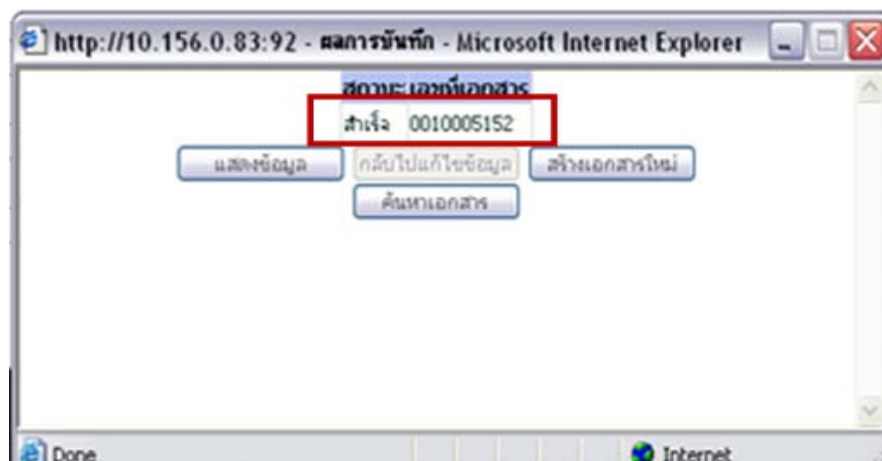 http://10.156.0.83:92 - ผลการบันทึก - Microsoft Internet Explorer
สถานะ เลขที่เอกสาร
สำเร็จ 0010005152
แสดงข้อมูล กลับไปแก้ไขข้อมูล สร้างเอกสารใหม่
ค้นหาเอกสาร
Done Internet